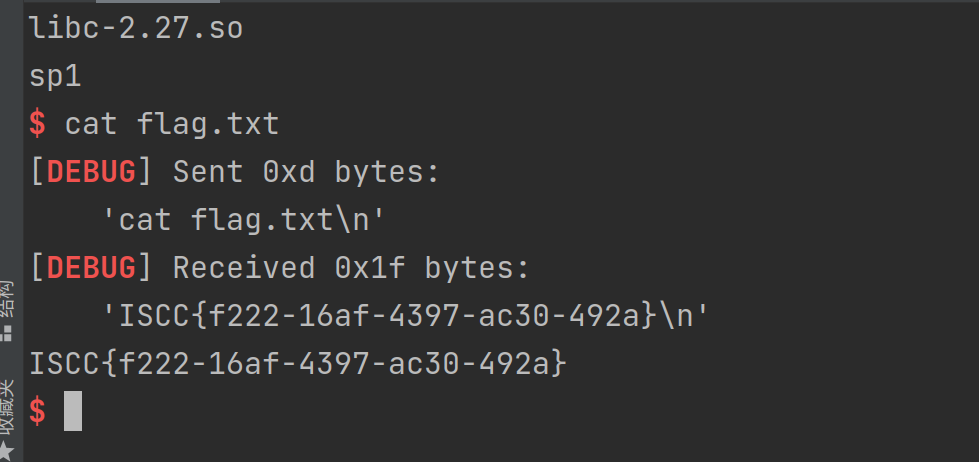 libc-2.27.so
sp1
$ cat flag.txt
[DEBUG] Sent 0xd bytes:
    'cat flag.txt\n'
[DEBUG] Received 0x1f bytes:
    'ISCC{f222-16af-4397-ac30-492a}\n'
ISCC{f222-16af-4397-ac30-492a}
$
结构
收藏夹